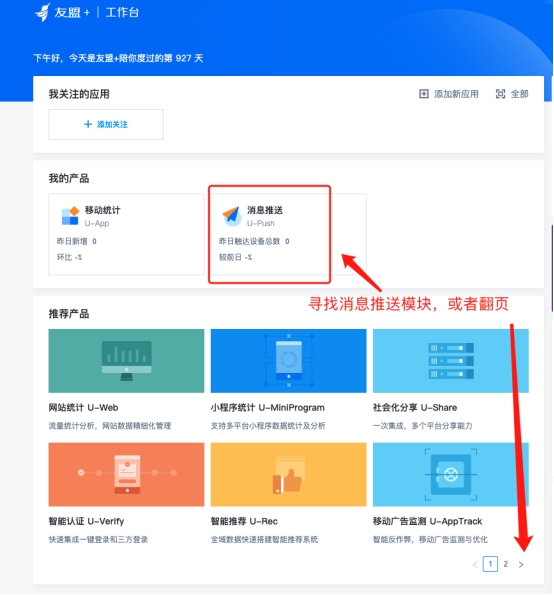 友盟+ | 工作台
下午好，今天是友盟+陪你度过的第 927 天
我关注的应用
添加新应用 全部
+ 添加关注
我的产品
移动统计
U-App
昨日新增 0
环比 -%
消息推送
U-Push
昨日触达设备总数 0
较前日 -%
寻找消息推送模块，或者翻页
推荐产品
网站统计 U-Web
流量统计分析，网站数据精细化管理
小程序统计 U-MiniProgram
支持多平台小程序数据统计及分析
社会化分享 U-Share
一次集成，多个平台分享能力
智能认证 U-Verify
快速集成一键登录和三方登录
智能推荐 U-Rec
全域数据快速搭建智能推荐系统
移动广告监测 U-AppTrack
智能反作弊，移动广告监测与优化
< 1 2 >